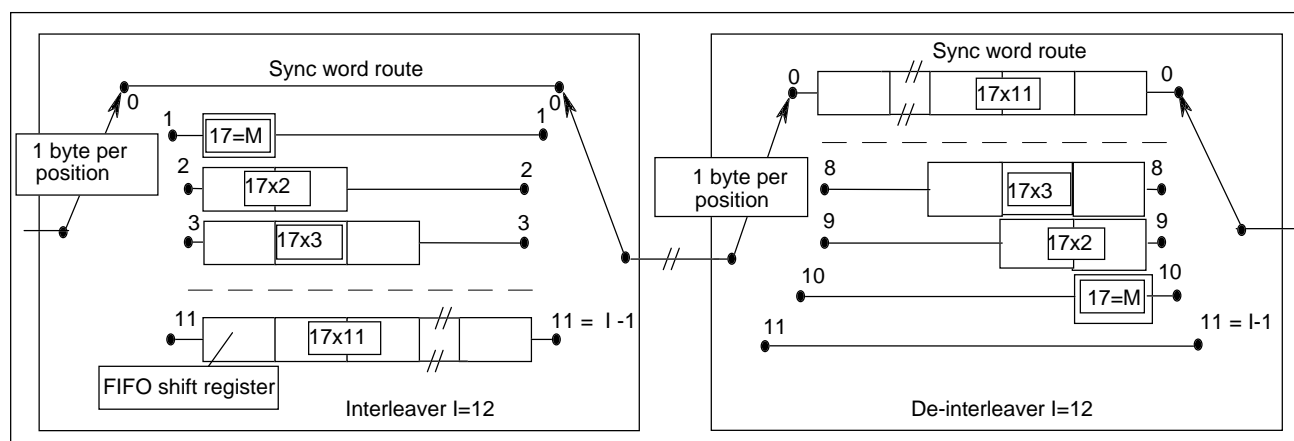 Sync word route
0
0
1
17=M
1
1 byte per
position
2
17x2
2
3
17x3
3
11
17x11
11 = I -1
FIFO shift register
Interleaver I=12
Sync word route
0
17x11
0
1 byte per
position
8
17x3
8
9
17x2
9
10
17=M
10
11
11 = I-1
De-interleaver I=12